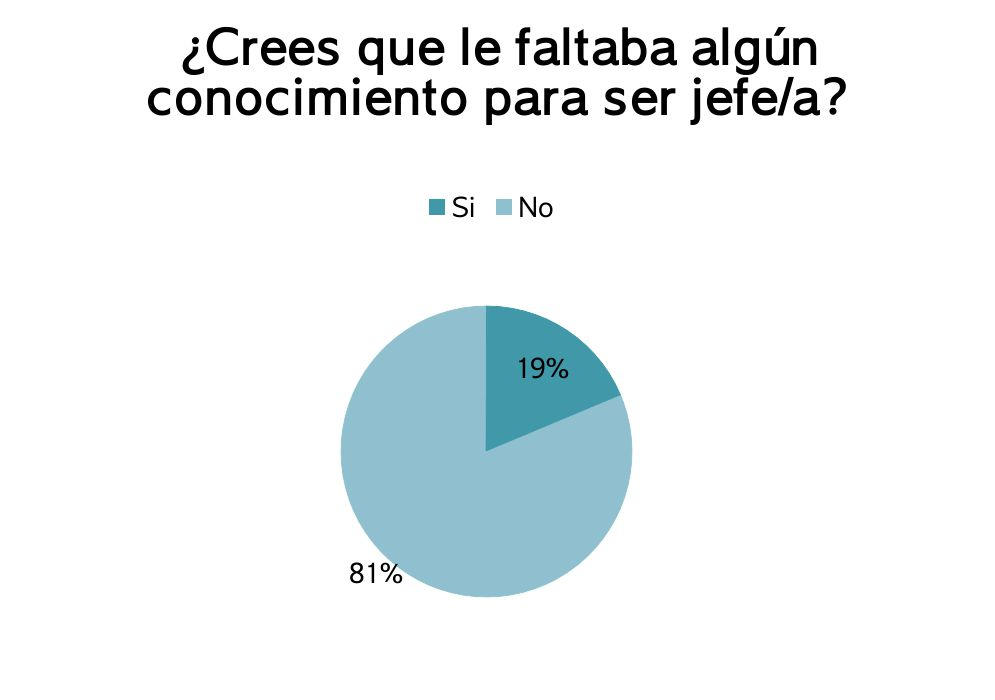 ¿Crees que le faltaba algún
conocimiento para ser jefe/a?
Si No
19%
81%